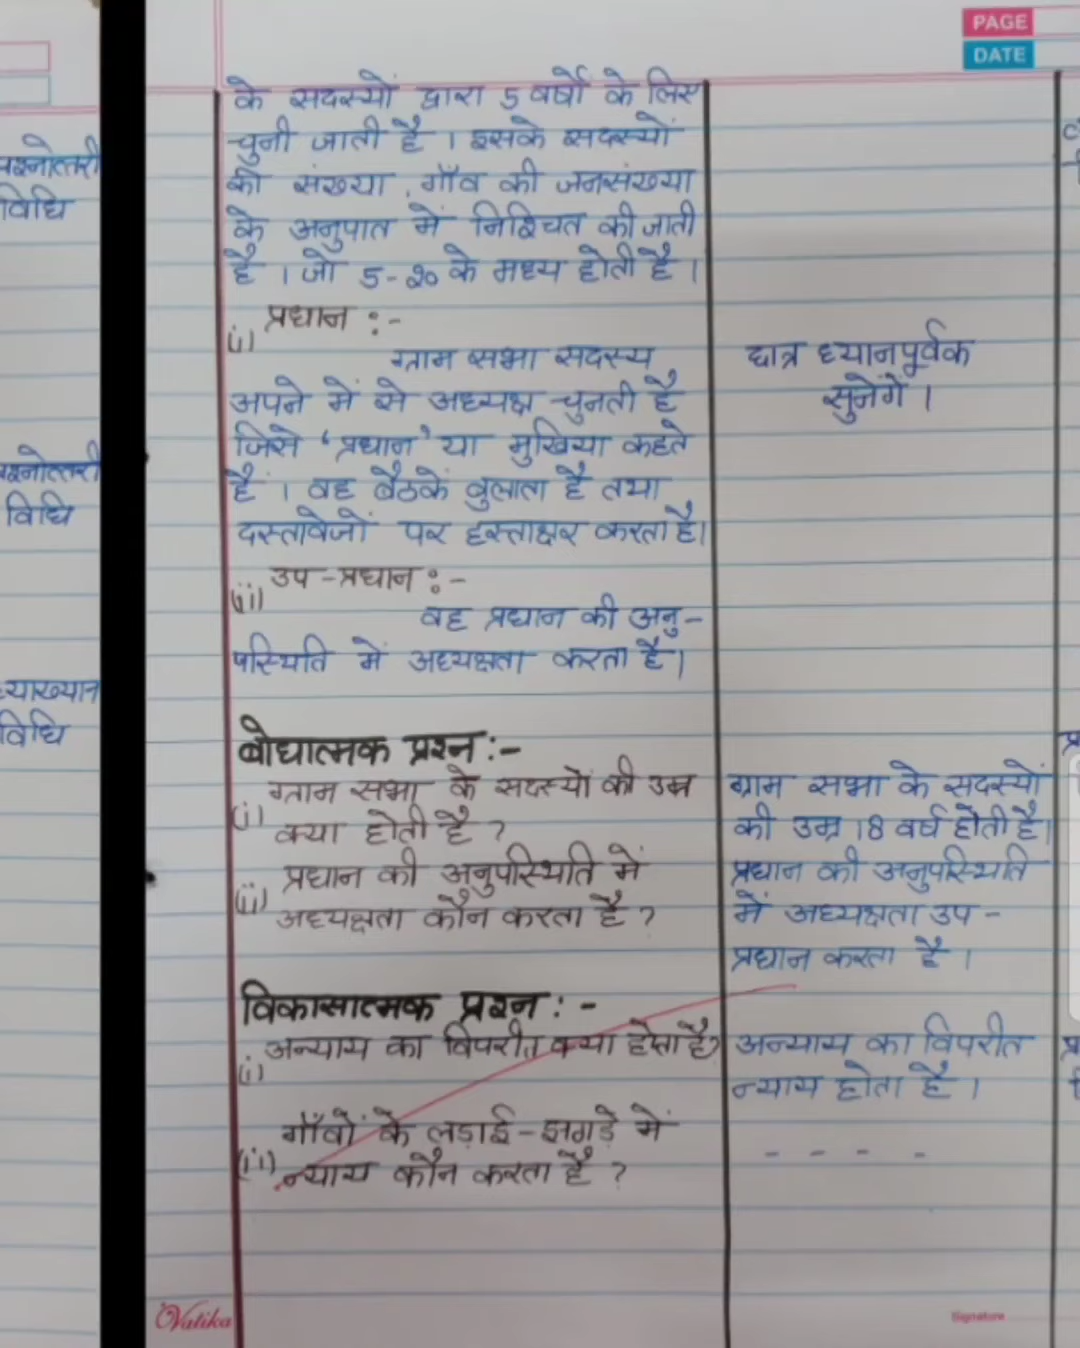 PAGE
DATE
प्रश्नोत्तरी
विधि
प्रश्नोत्तरी
विधि
व्याख्यान
विधि
के सदस्यों द्वारा 5 वर्षों के लिए
चुनी जाती है । इसके सदस्यों
की संख्या, गाँव की जनसंख्या
के अनुपात में निश्चित की जाती
है । जो 5-20 के मध्य होती है ।
(i) प्रधान :-
ग्राम सभा सदस्य
अपने में से अध्यक्ष चुनती है
जिसे 'प्रधान' या मुखिया कहते
हैं । वह बैठकें बुलाता है तथा
दस्तावेजों पर हस्ताक्षर करता है।
(ii) उप-प्रधान :-
वह प्रधान की अनु-
पस्थिति में अध्यक्षता करता है।
छात्र ध्यानपूर्वक
सुनेगें ।
बोधात्मक प्रश्न :-
(i) ग्राम सभा के सदस्यों की उम्र
क्या होती है ?
(ii) प्रधान की अनुपस्थिति में
अध्यक्षता कौन करता है ?
ग्राम सभा के सदस्यों
की उम्र 18 वर्ष होती है।
प्रधान की अनुपस्थिति
में अध्यक्षता उप-
प्रधान करता है ।
विकासात्मक प्रश्न : -
(i) अन्याय का विपरीत क्या होता है?
(ii) गाँवों के लड़ाई-झगड़े में
न्याय कौन करता है ?
अन्याय का विपरीत
न्याय होता है ।
- - - -
Vatika
Signature